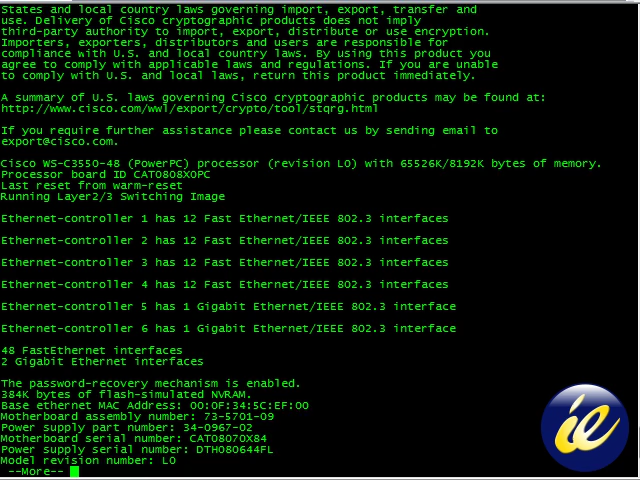 States and local country laws governing import, export, transfer and
use. Delivery of Cisco cryptographic products does not imply
third-party authority to import, export, distribute or use encryption.
Importers, exporters, distributors and users are responsible for
compliance with U.S. and local country laws. By using this product you
agree to comply with applicable laws and regulations. If you are unable
to comply with U.S. and local laws, return this product immediately.
A summary of U.S. laws governing Cisco cryptographic products may be found at:
http://www.cisco.com/wwl/export/crypto/tool/stqrg.html
If you require further assistance please contact us by sending email to
export@cisco.com.
Cisco WS-C3550-48 (PowerPC) processor (revision L0) with 65526K/8192K bytes of memory.
Processor board ID CAT0808X0PC
Last reset from warm-reset
Running Layer2/3 Switching Image
Ethernet-controller 1 has 12 Fast Ethernet/IEEE 802.3 interfaces
Ethernet-controller 2 has 12 Fast Ethernet/IEEE 802.3 interfaces
Ethernet-controller 3 has 12 Fast Ethernet/IEEE 802.3 interfaces
Ethernet-controller 4 has 12 Fast Ethernet/IEEE 802.3 interfaces
Ethernet-controller 5 has 1 Gigabit Ethernet/IEEE 802.3 interface
Ethernet-controller 6 has 1 Gigabit Ethernet/IEEE 802.3 interface
48 FastEthernet interfaces
2 Gigabit Ethernet interfaces
The password-recovery mechanism is enabled.
384K bytes of flash-simulated NVRAM.
Base ethernet MAC Address: 00:0F:34:5C:EF:00
Motherboard assembly number: 73-5701-09
Power supply part number: 34-0967-02
Motherboard serial number: CAT08070X84
Power supply serial number: DTH080644FL
Model revision number: L0
--More--
ie